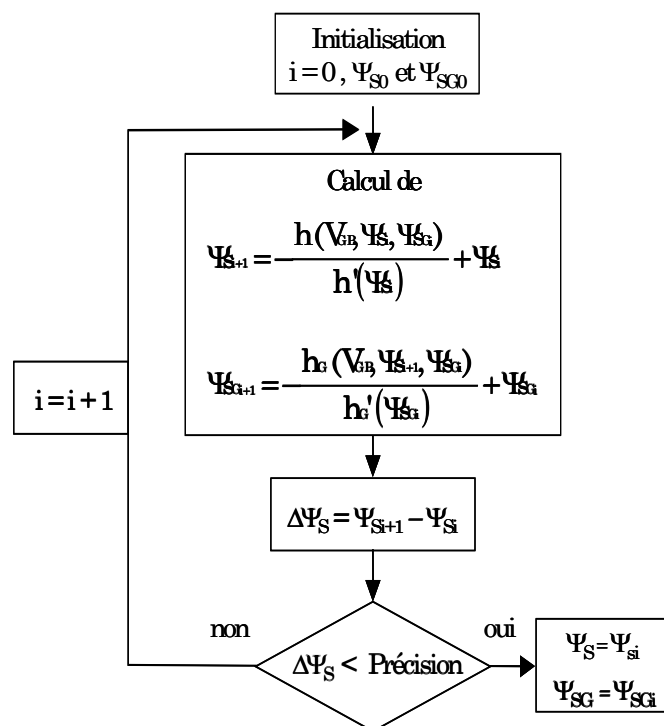 Initialisation
i = 0 , Ψ_S0 et Ψ_SG0
Calcul de
Ψ_Si+1 = − h(V_GB, Ψ_Si, Ψ_SGi) / h'(Ψ_Si) + Ψ_Si
Ψ_SGi+1 = − h_G(V_GB, Ψ_Si+1, Ψ_SGi) / h_G'(Ψ_SGi) + Ψ_SGi
i = i + 1
ΔΨ_S = Ψ_Si+1 − Ψ_Si
non
ΔΨ_S < Précision
oui
Ψ_S = Ψ_si
Ψ_SG = Ψ_SGi